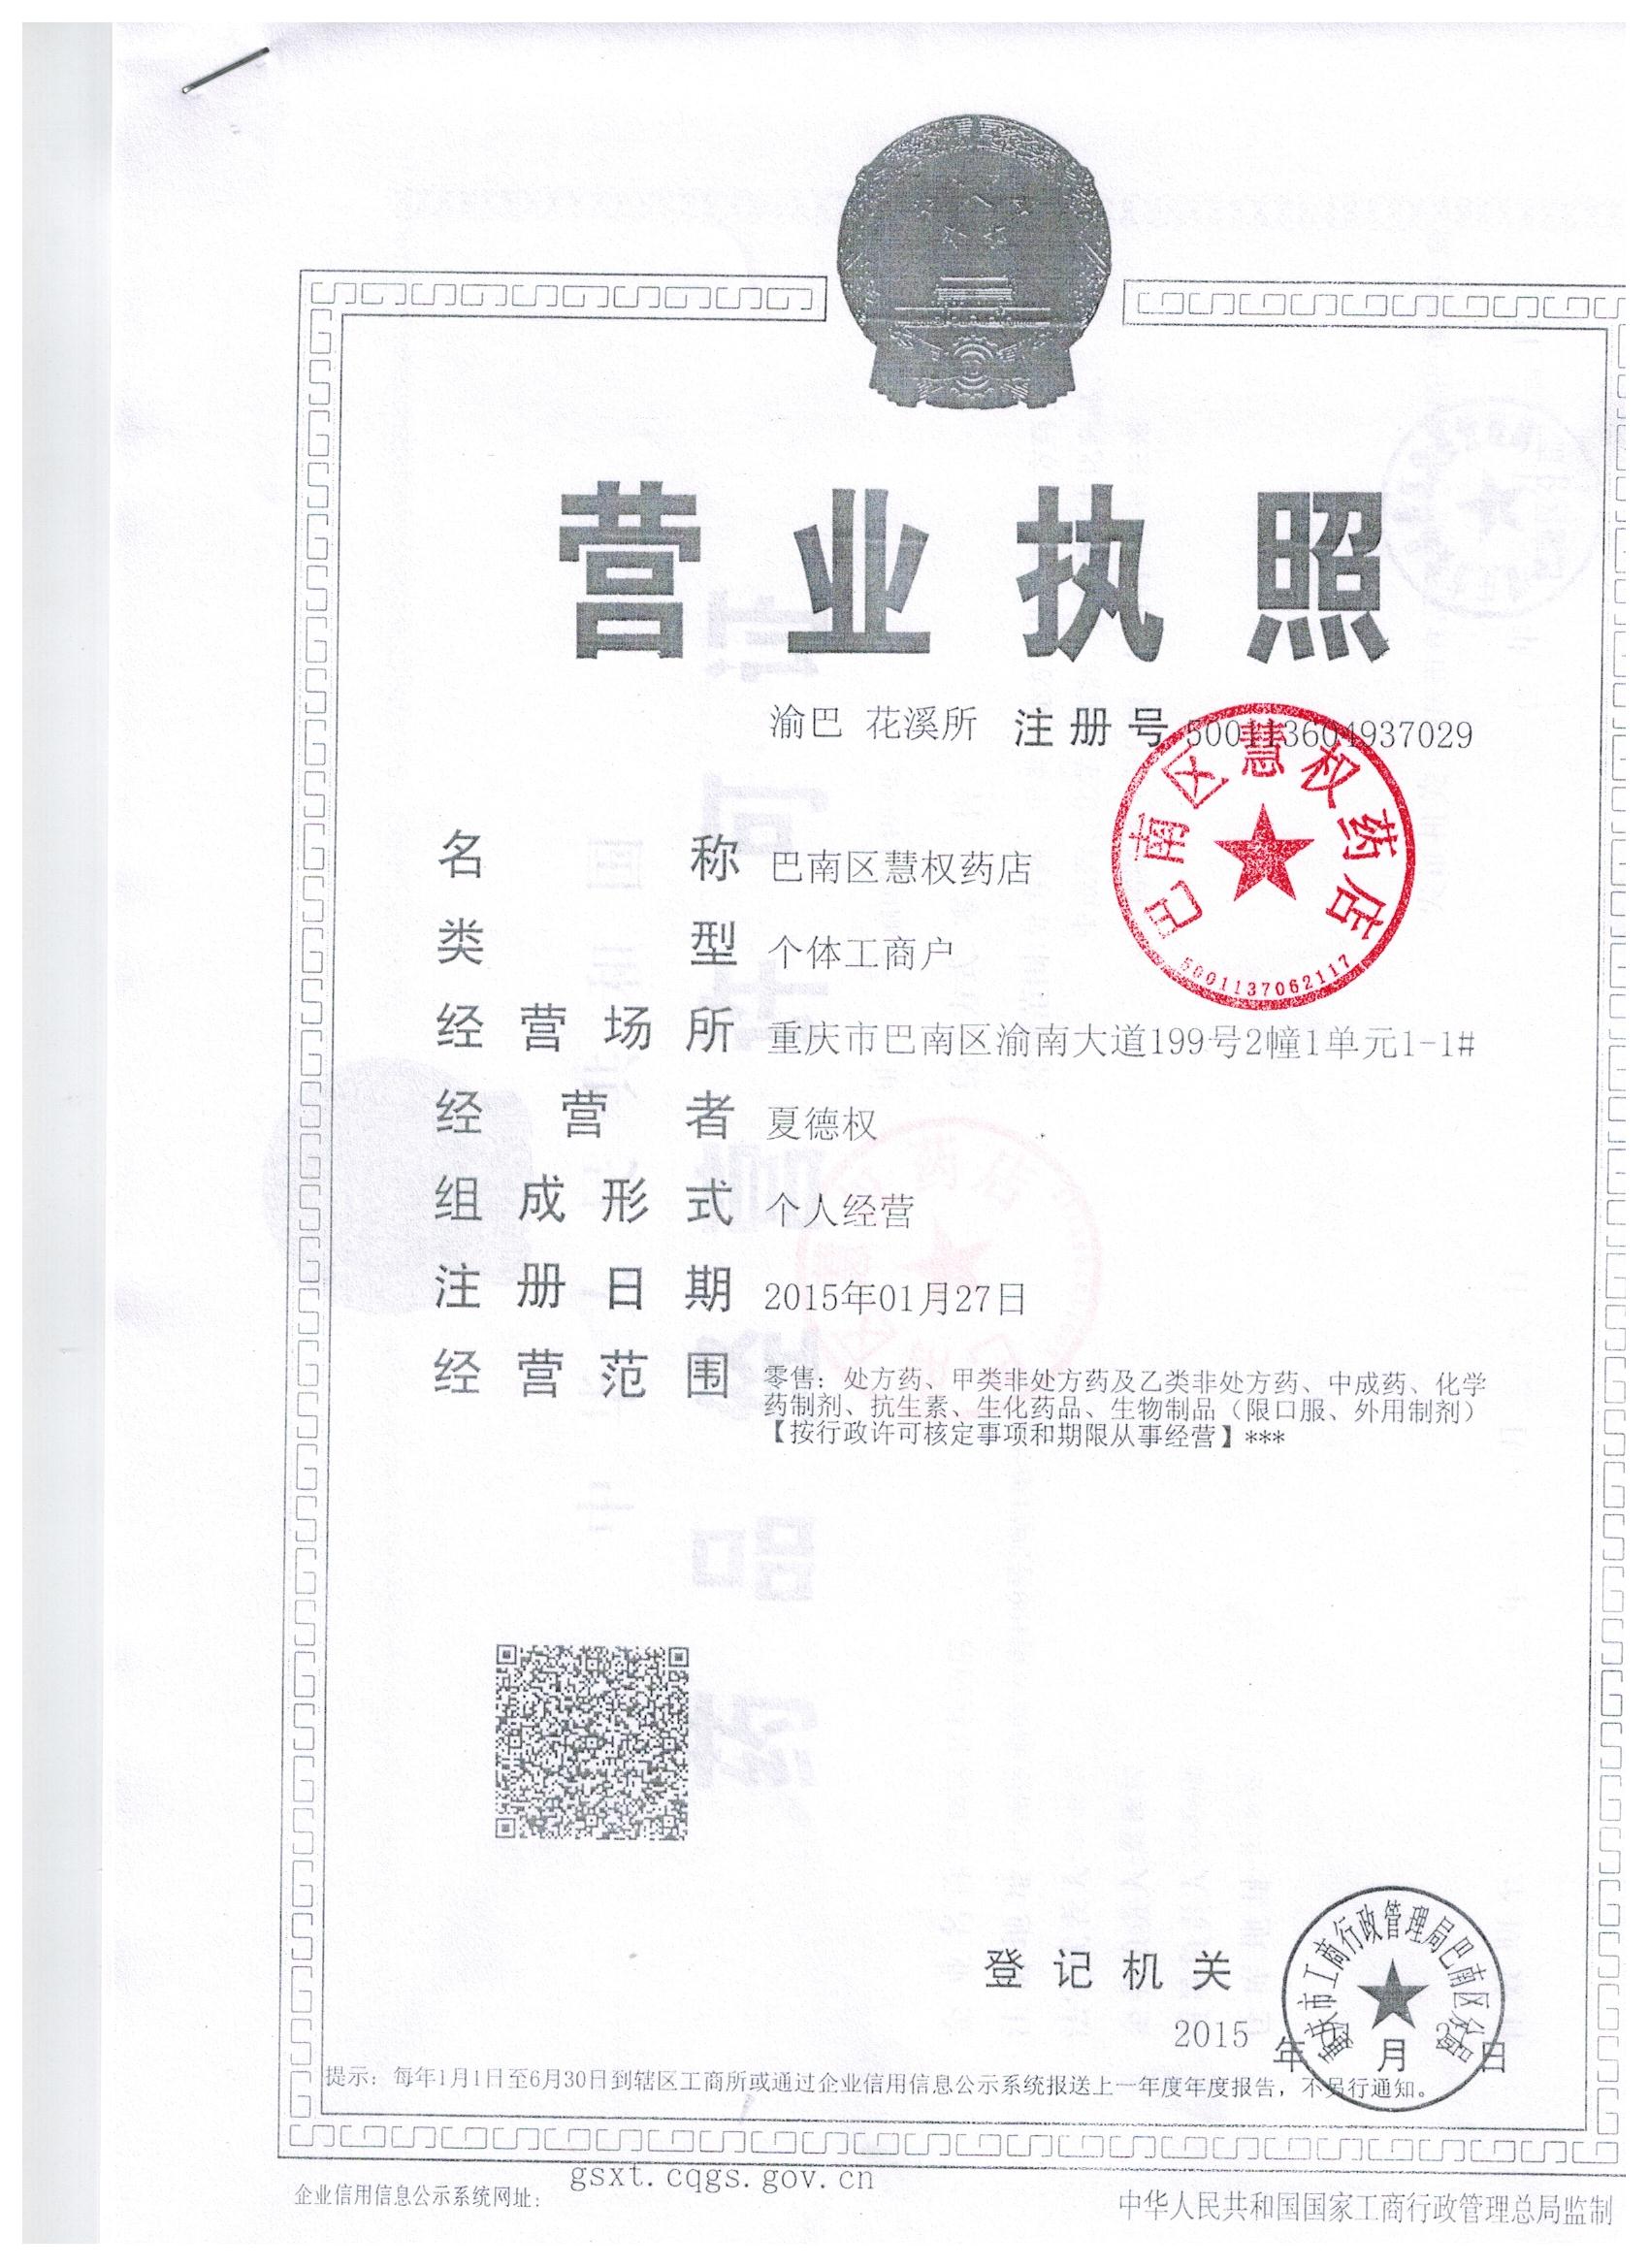 营业执照
渝巴 花溪所 注册号 500113604937029
巴南区慧权药店
5001137062117
名称 巴南区慧权药店
类型 个体工商户
经营场所 重庆市巴南区渝南大道199号2幢1单元1-1#
经营者 夏德权
组成形式 个人经营
注册日期 2015年01月27日
经营范围 零售：处方药、甲类非处方药及乙类非处方药、中成药、化学
药制剂、抗生素、生化药品、生物制品（限口服、外用制剂）
【按行政许可核定事项和期限从事经营】***
登记机关
重庆市工商行政管理局巴南区分局
2015 年 月 日
提示：每年1月1日至6月30日到辖区工商所或通过企业信用信息公示系统报送上一年度年度报告，不另行通知。
企业信用信息公示系统网址： gsxt.cqgs.gov.cn
中华人民共和国国家工商行政管理总局监制